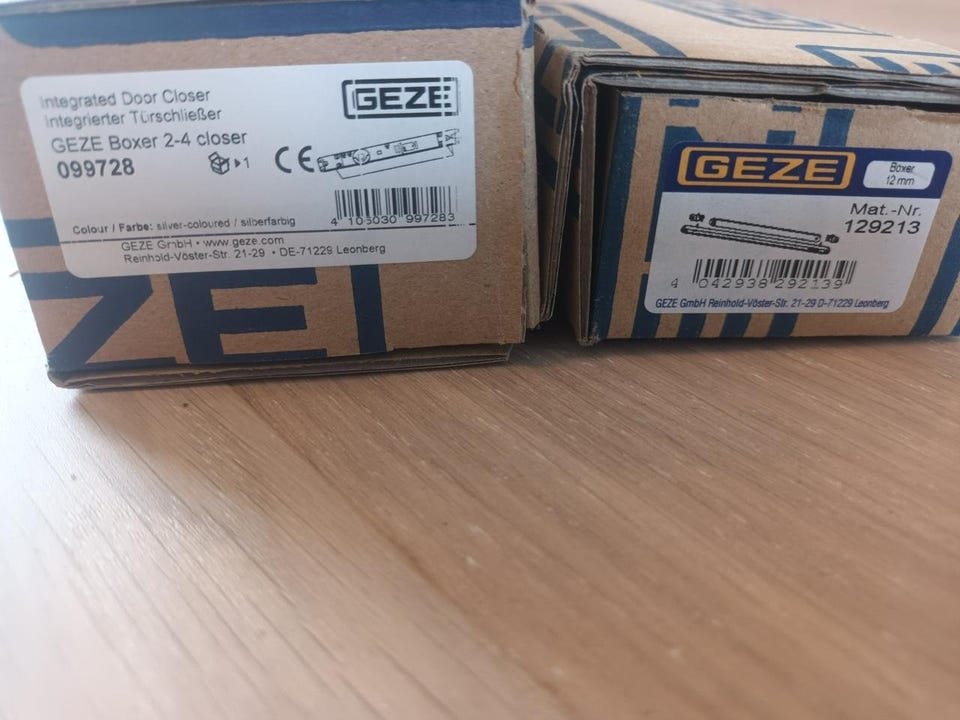 Integrated Door Closer
Integrierter Türschließer
GEZE Boxer 2-4 closer
099728
1
CE
GEZE
4 105030 997283
Colour / Farbe: silver-coloured / silberfarbig
GEZE GmbH • www.geze.com
Reinhold-Vöster-Str. 21-29 • DE-71229 Leonberg
ZE
GEZE
Boxer
12 mm
Mat.-Nr.
129213
4 042938 292139
GEZE GmbH Reinhold-Vöster-Str. 21-29 D-71229 Leonberg